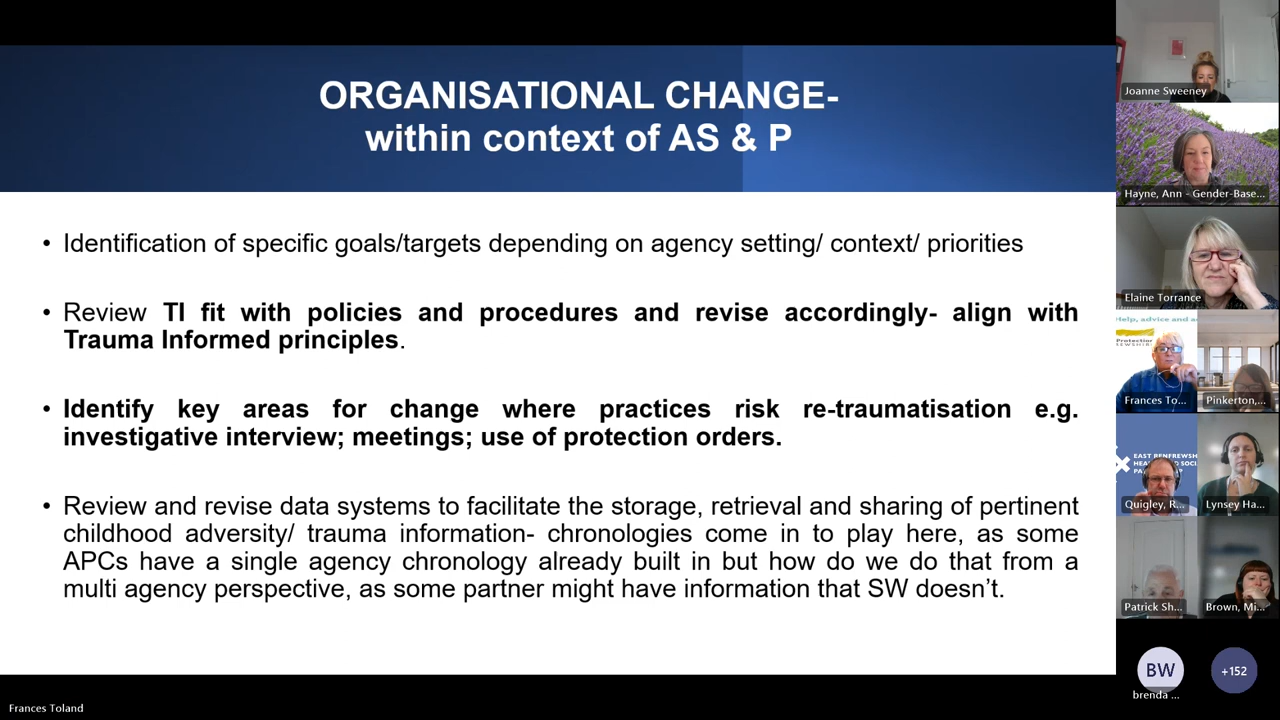 ORGANISATIONAL CHANGE-
within context of AS & P
• Identification of specific goals/targets depending on agency setting/ context/ priorities
• Review TI fit with policies and procedures and revise accordingly- align with
Trauma Informed principles.
• Identify key areas for change where practices risk re-traumatisation e.g.
investigative interview; meetings; use of protection orders.
• Review and revise data systems to facilitate the storage, retrieval and sharing of pertinent
childhood adversity/ trauma information- chronologies come in to play here, as some
APCs have a single agency chronology already built in but how do we do that from a
multi agency perspective, as some partner might have information that SW doesn't.
Frances Toland
Joanne Sweeney
Hayne, Ann - Gender-Base...
Elaine Torrance
Help, advice and
Protection
Frances To...
Pinkerton,...
EAST RENFREWSH
Quigley, R...
Lynsey Ha...
Patrick Sh...
Brown, Mi...
BW
brenda ...
+152